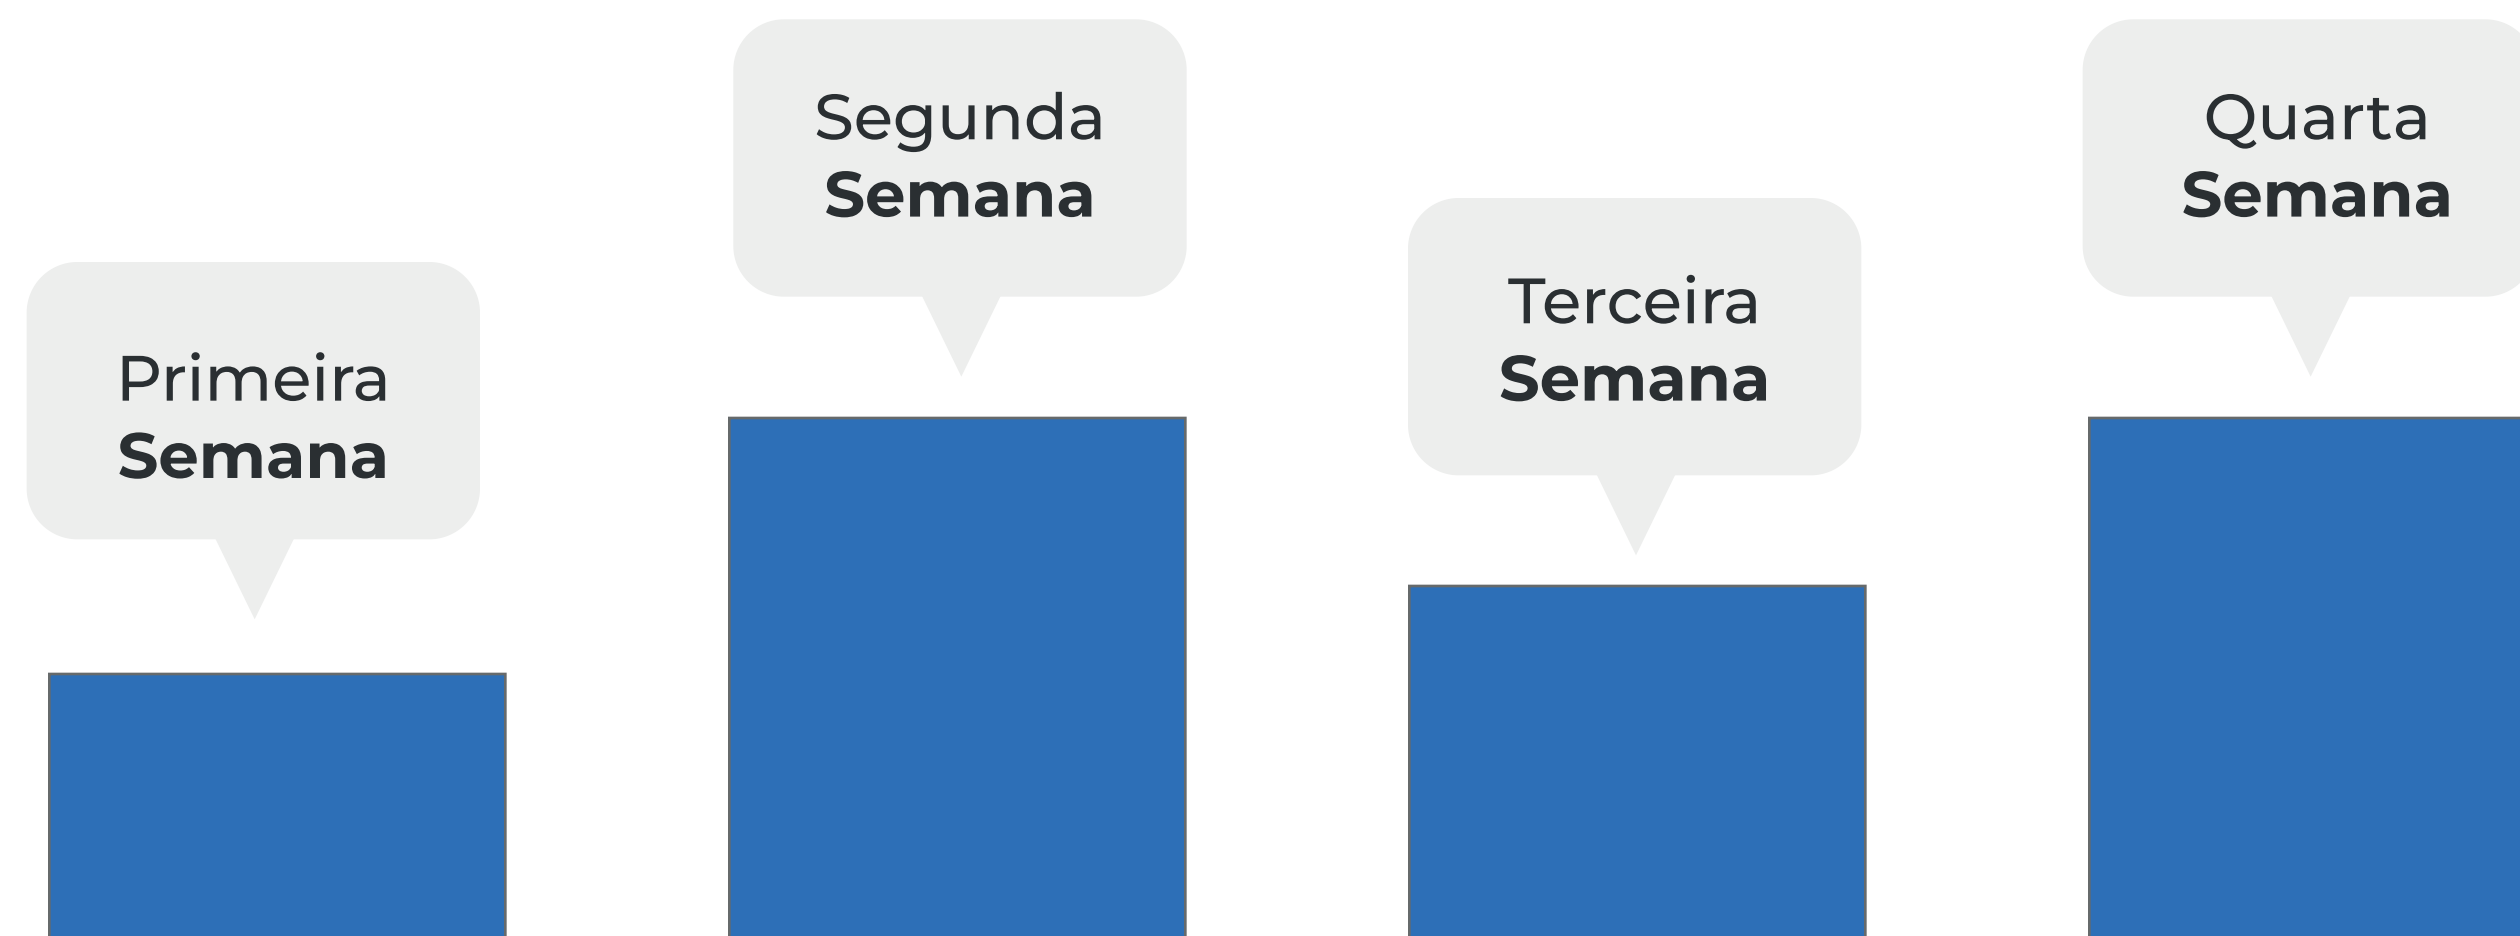 Primeira
Semana
Segunda
Semana
Terceira
Semana
Quarta
Semana